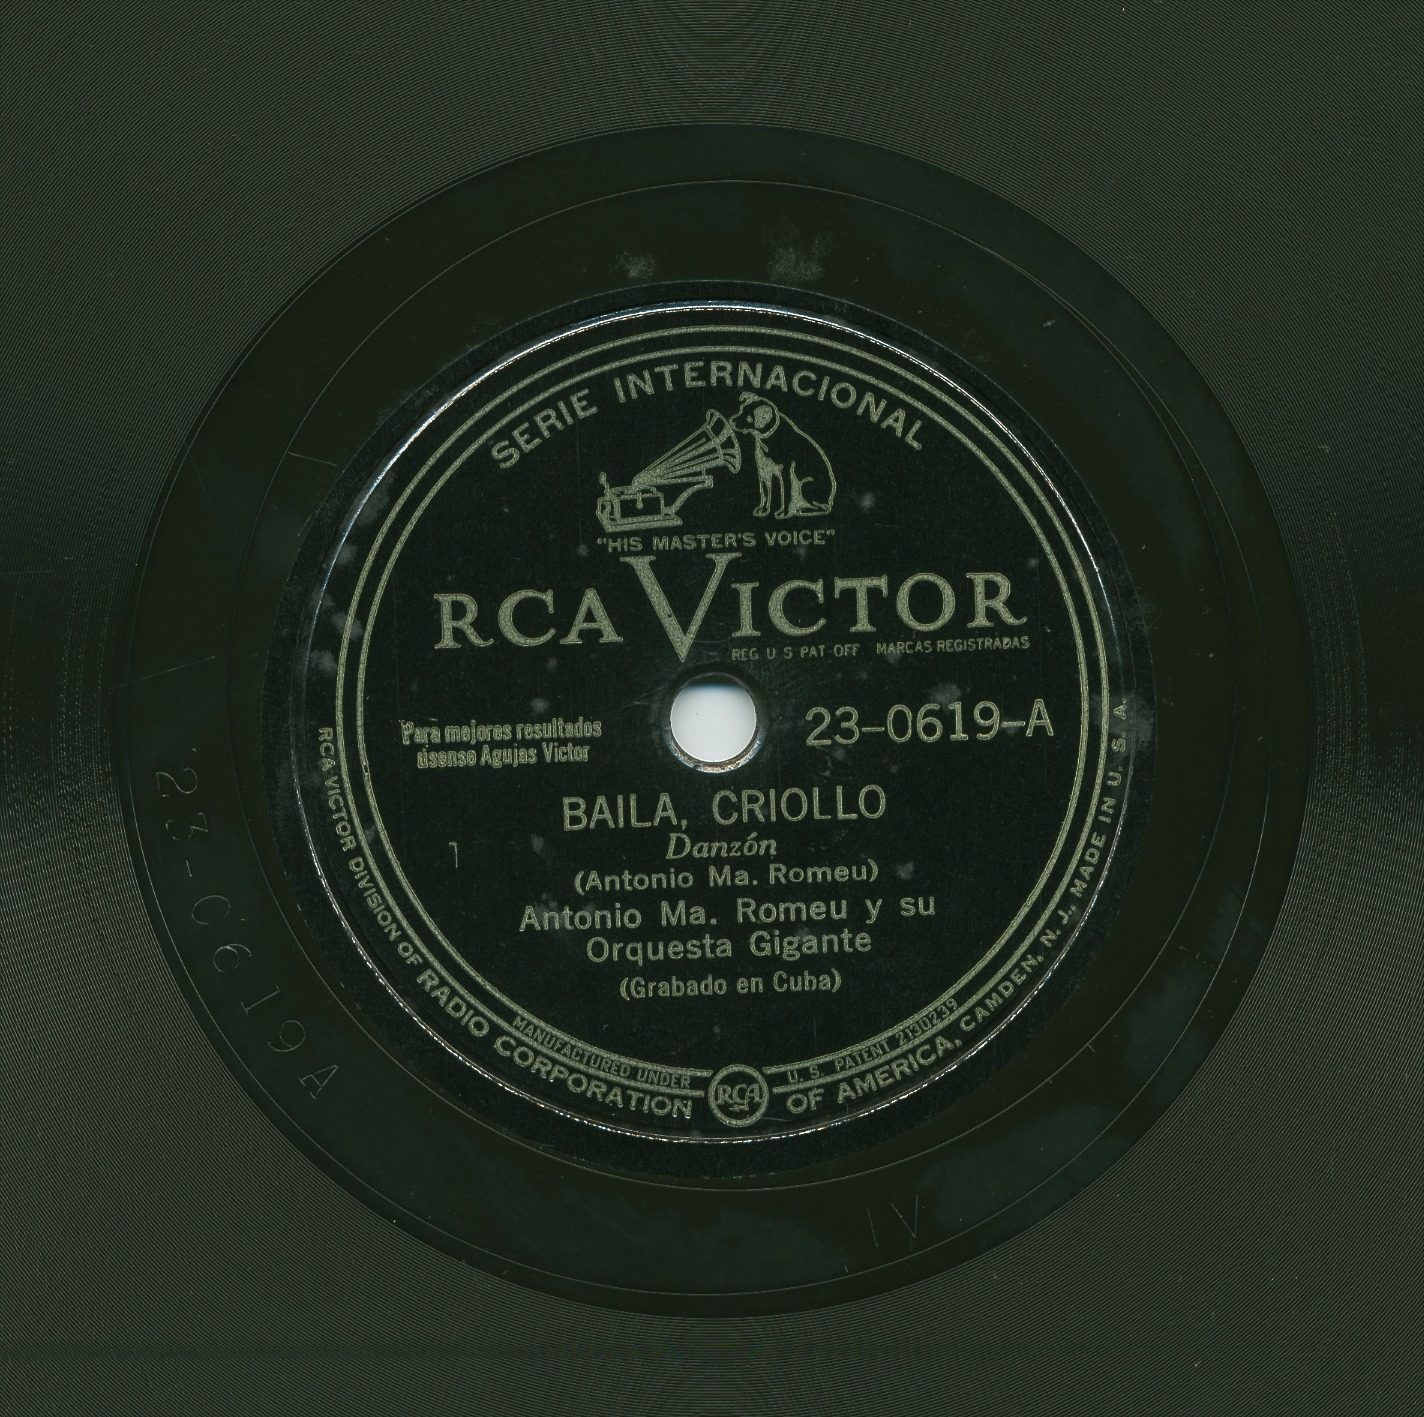 SERIE INTERNACIONAL
"HIS MASTER'S VOICE"
RCA VICTOR
REG U S PAT OFF MARCAS REGISTRADAS
Para mejores resultados
úsense Agujas Victor
23-0619-A
BAILA, CRIOLLO
Danzón
1
(Antonio Ma. Romeu)
Antonio Ma. Romeu y su
Orquesta Gigante
(Grabado en Cuba)
MANUFACTURED UNDER U. S. PATENT 2130239
RCA
RCA VICTOR DIVISION OF RADIO CORPORATION OF AMERICA, CAMDEN, N. J., MADE IN U. S. A.
23-0619A
IV